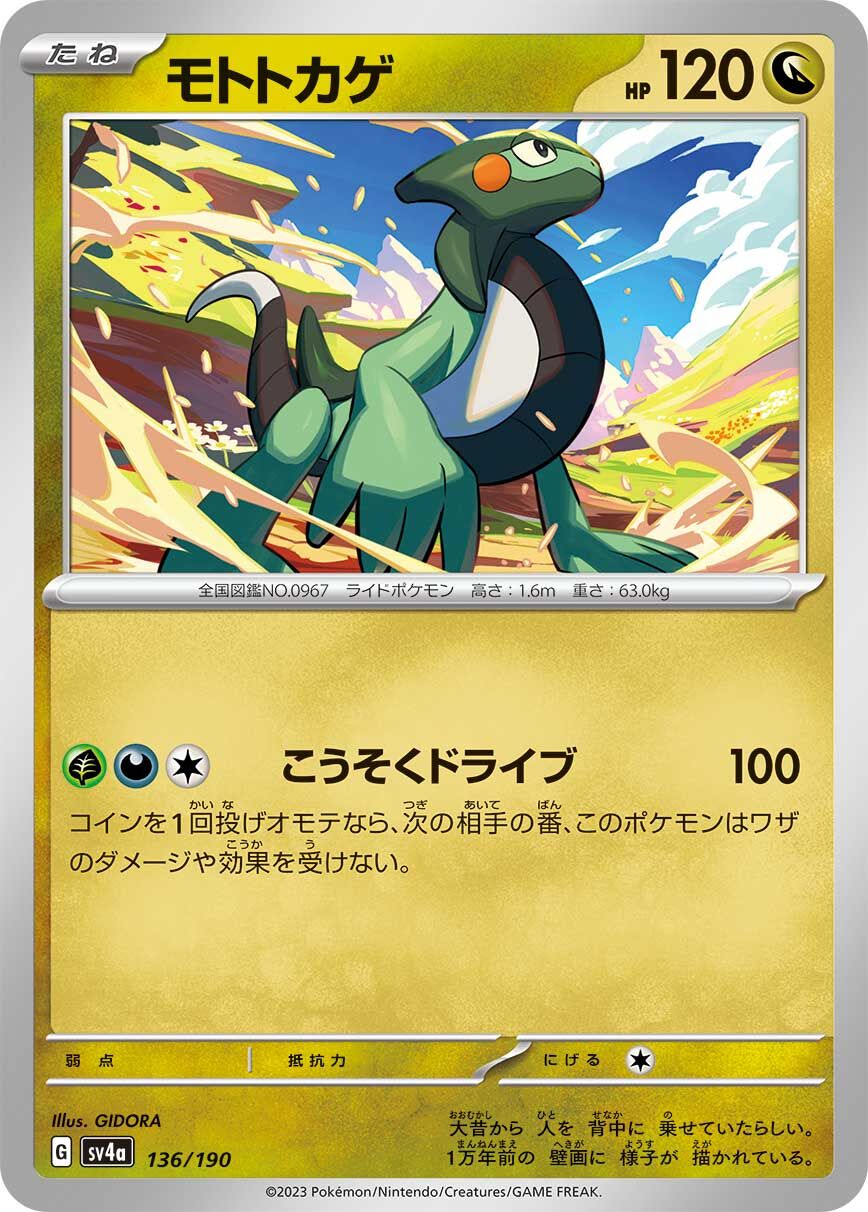 たね
モトトカゲ
HP 120
全国図鑑NO.0967 ライドポケモン 高さ:1.6m 重さ:63.0kg
こうそくドライブ 100
コインを1回投げオモテなら、次の相手の番、このポケモンはワザ
のダメージや効果を受けない。
弱点 抵抗力 にげる
Illus. GIDORA
大昔から 人を 背中に 乗せていたらしい。
1万年前の 壁画に 様子が 描かれている。
G sv4a 136/190
©2023 Pokémon/Nintendo/Creatures/GAME FREAK.